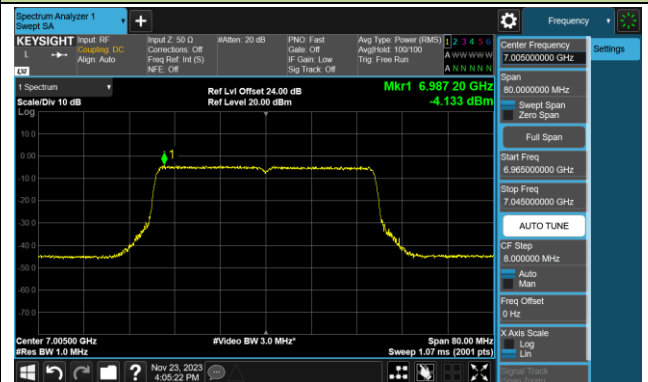 Spectrum Analyzer 1
Swept SA
Frequency
KEYSIGHT
Input: RF
Coupling: DC
Align: Auto
Input Z: 50 Ω
Corrections: Off
Freq Ref: Int (S)
NFE: Off
#Atten: 20 dB
PNO: Fast
Gate: Off
IF Gain: Low
Sig Track: Off
Avg Type: Power (RMS)
Avg|Hold: 100/100
Trig: Free Run
1 2 3 4 5 6
A W W W W W
A N N N N N
L
LXI
1 Spectrum
Scale/Div 10 dB
Log
Ref Lvl Offset 24.00 dB
Ref Level 20.00 dBm
Mkr1 6.987 20 GHz
-4.133 dBm
1
10.0
0.00
-10.0
-20.0
-30.0
-40.0
-50.0
-60.0
-70.0
Center 7.00500 GHz
#Res BW 1.0 MHz
#Video BW 3.0 MHz*
Span 80.00 MHz
Sweep 1.07 ms (2001 pts)
Nov 23, 2023
4:05:22 PM
Center Frequency
7.005000000 GHz
Settings
Span
80.0000000 MHz
Swept Span
Zero Span
Full Span
Start Freq
6.965000000 GHz
Stop Freq
7.045000000 GHz
AUTO TUNE
CF Step
8.000000 MHz
Auto
Man
Freq Offset
0 Hz
X Axis Scale
Log
Lin
Signal Track
(Span Zoom)